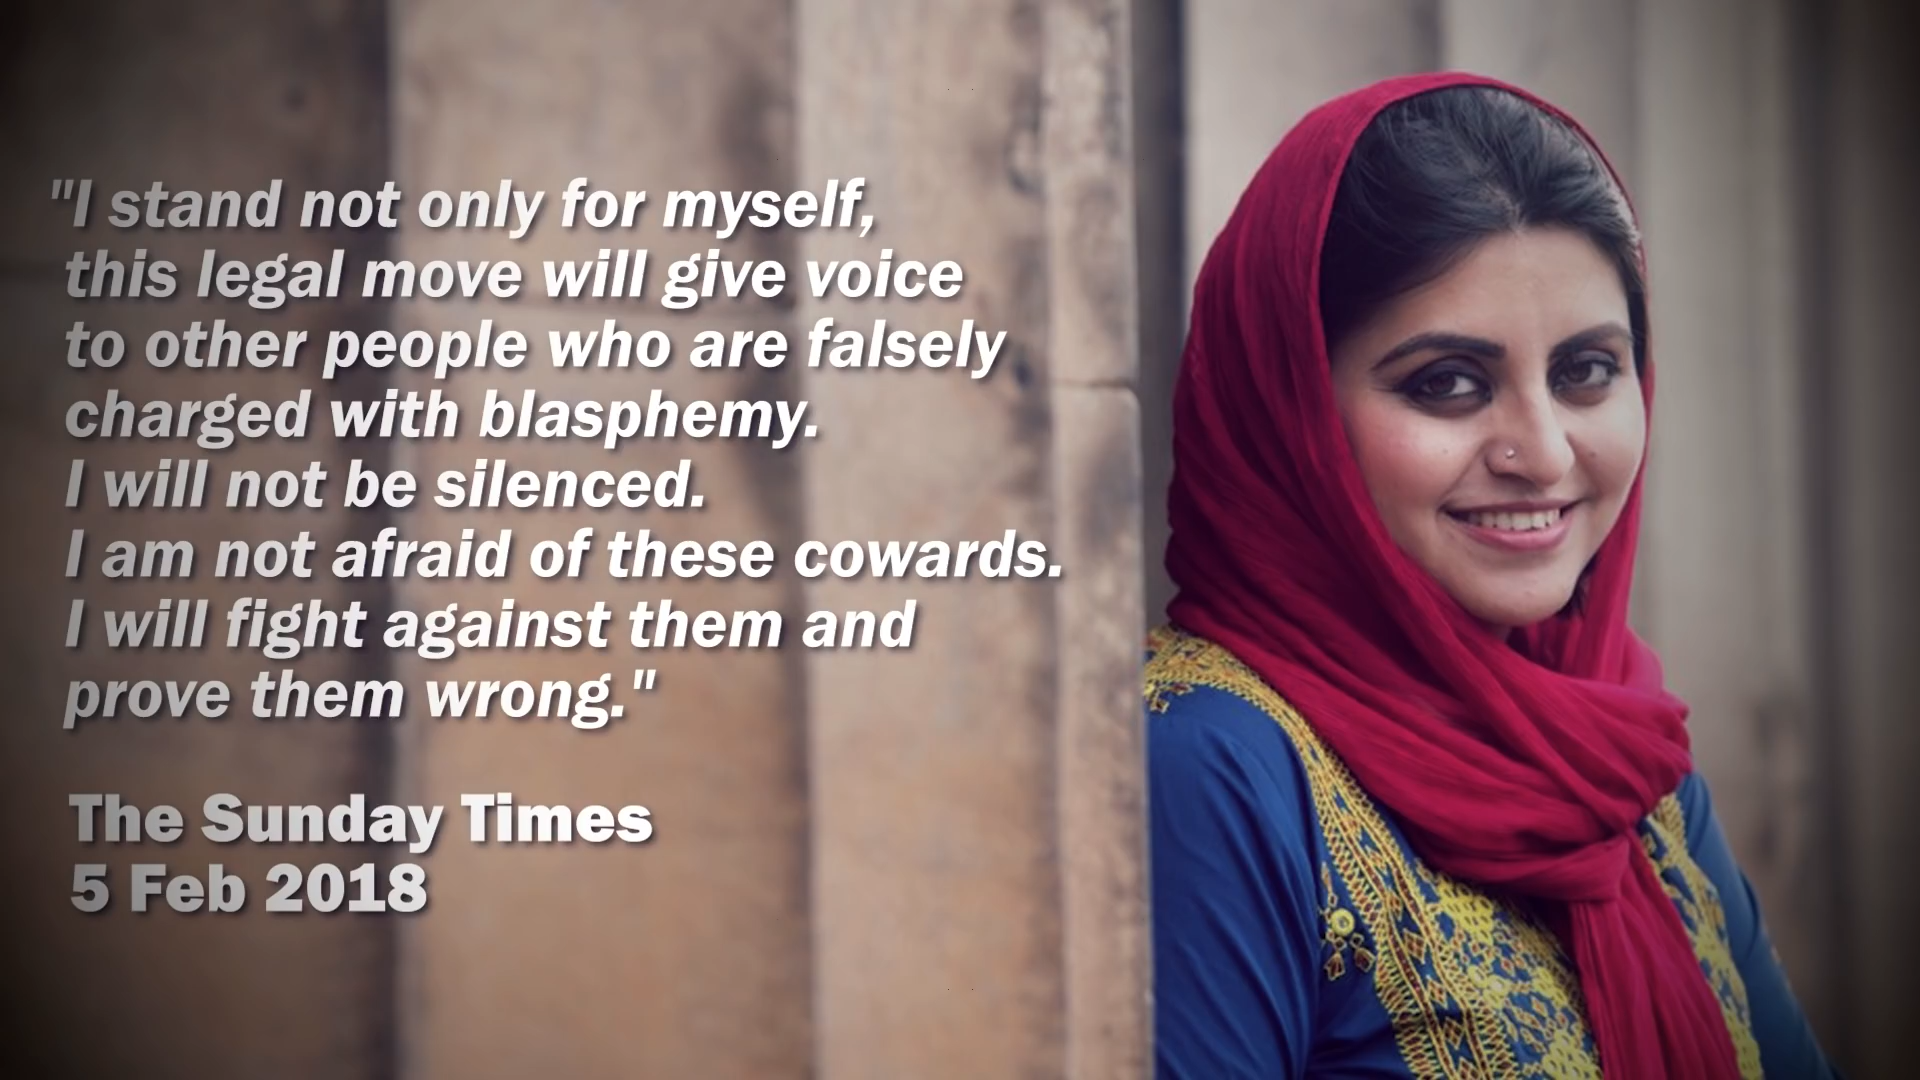 "I stand not only for myself,
this legal move will give voice
to other people who are falsely
charged with blasphemy.
I will not be silenced.
I am not afraid of these cowards.
I will fight against them and
prove them wrong."
The Sunday Times
5 Feb 2018